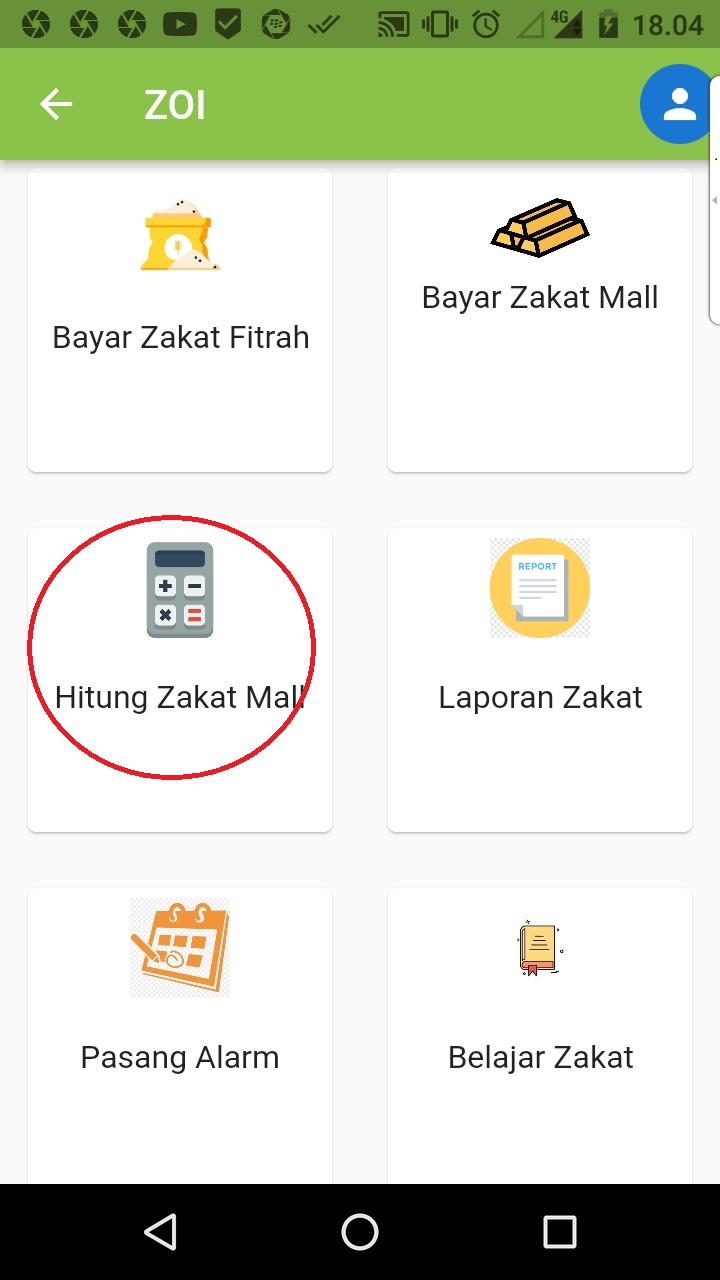 4G 18.04
ZOI
Bayar Zakat Fitrah
Bayar Zakat Mall
Hitung Zakat Mall
REPORT
Laporan Zakat
Pasang Alarm
Belajar Zakat